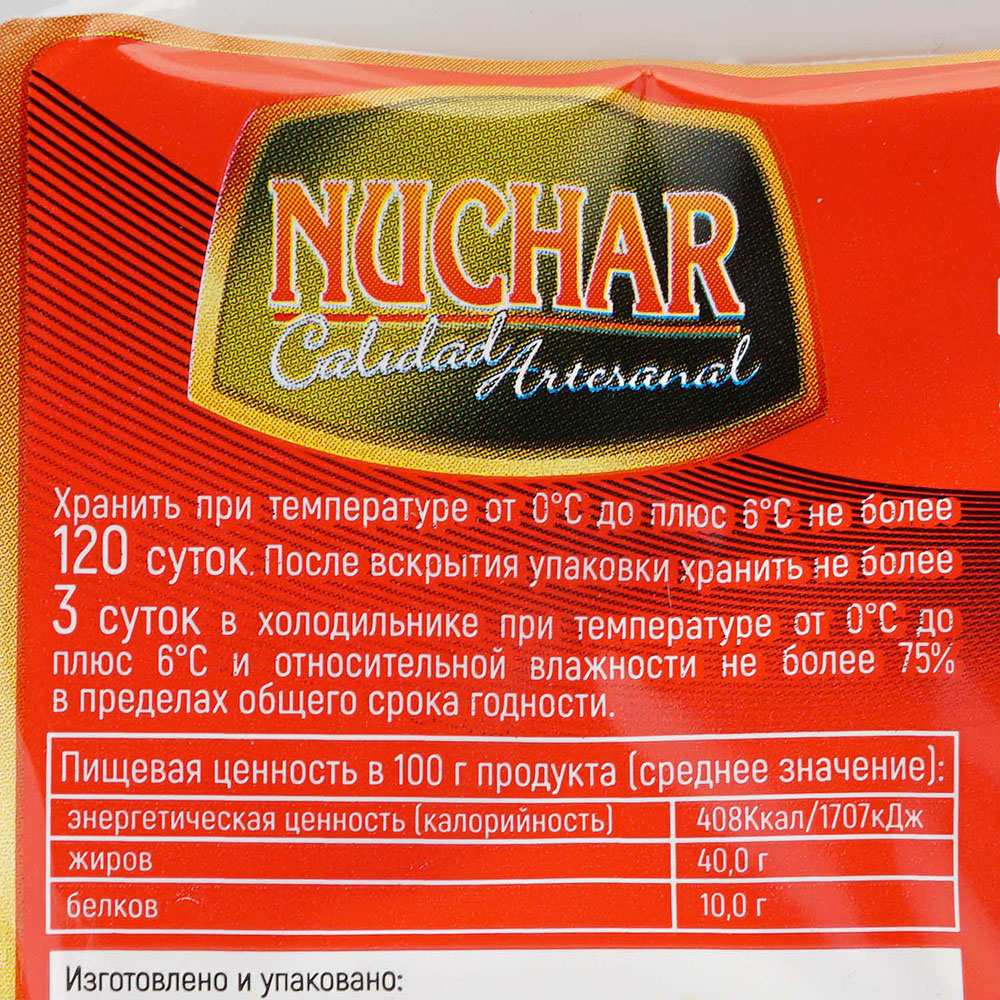 NUCHAR
Calidad Artesanal
Хранить при температуре от 0°C до плюс 6°C не более
120 суток. После вскрытия упаковки хранить не более
3 суток в холодильнике при температуре от 0°C до
плюс 6°C и относительной влажности не более 75%
в пределах общего срока годности.
Пищевая ценность в 100 г продукта (среднее значение):
энергетическая ценность (калорийность) 408Ккал/1707кДж
жиров 40,0 г
белков 10,0 г
Изготовлено и упаковано: